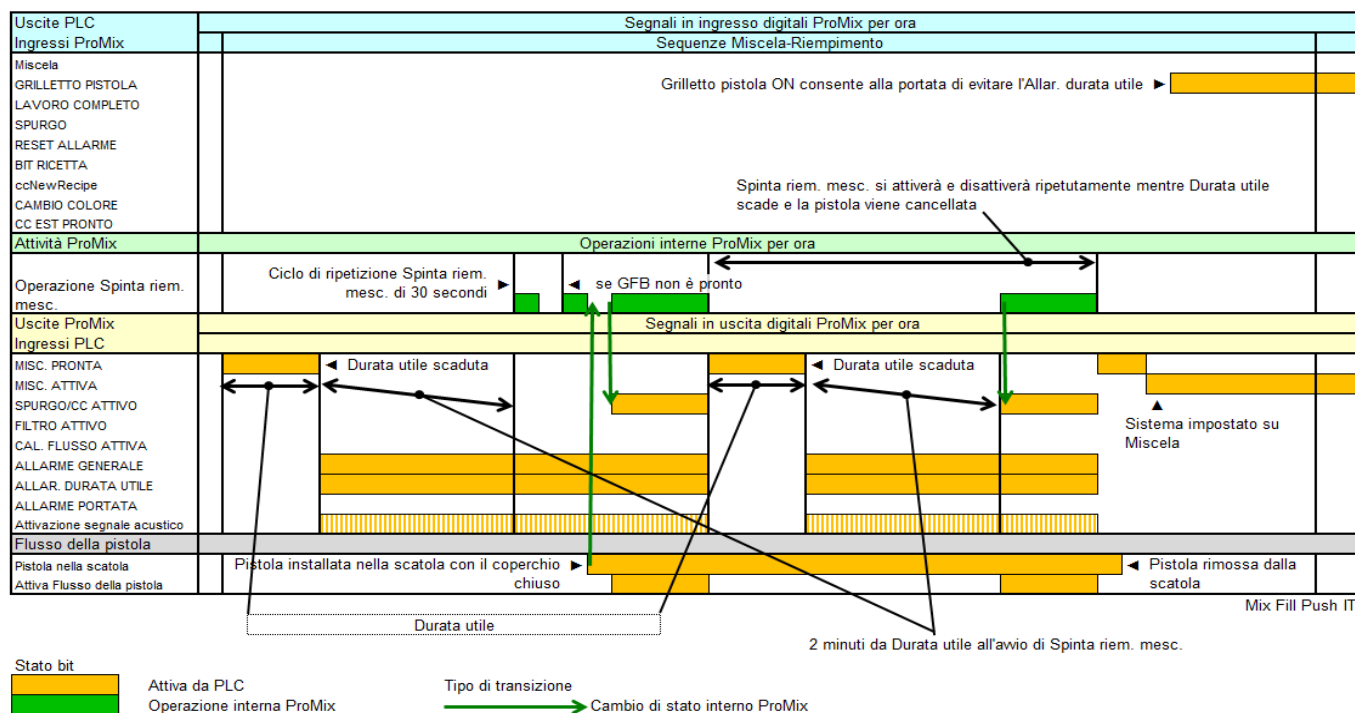 Uscite PLC
Segnali in ingresso digitali ProMix per ora
Ingressi ProMix
Sequenze Miscela-Riempimento
Miscela
GRILLETTO PISTOLA
Grilletto pistola ON consente alla portata di evitare l'Allar. durata utile
LAVORO COMPLETO
SPURGO
RESET ALLARME
BIT RICETTA
ccNewRecipe
CAMBIO COLORE
CC EST PRONTO
Spinta riem. mesc. si attiverà e disattiverà ripetutamente mentre Durata utile
scade e la pistola viene cancellata
Attività ProMix
Operazioni interne ProMix per ora
Operazione Spinta riem.
mesc.
Ciclo di ripetizione Spinta riem.
mesc. di 30 secondi
se GFB non è pronto
Uscite ProMix
Segnali in uscita digitali ProMix per ora
Ingressi PLC
MISC. PRONTA
Durata utile scaduta
Durata utile scaduta
MISC. ATTIVA
SPURGO/CC ATTIVO
FILTRO ATTIVO
CAL. FLUSSO ATTIVA
ALLARME GENERALE
ALLAR. DURATA UTILE
ALLARME PORTATA
Attivazione segnale acustico
Sistema impostato su
Miscela
Flusso della pistola
Pistola nella scatola
Attiva Flusso della pistola
Pistola installata nella scatola con il coperchio
chiuso
Pistola rimossa dalla
scatola
Mix Fill Push IT
Durata utile
2 minuti da Durata utile all'avvio di Spinta riem. mesc.
Stato bit
Attiva da PLC
Operazione interna ProMix
Tipo di transizione
Cambio di stato interno ProMix